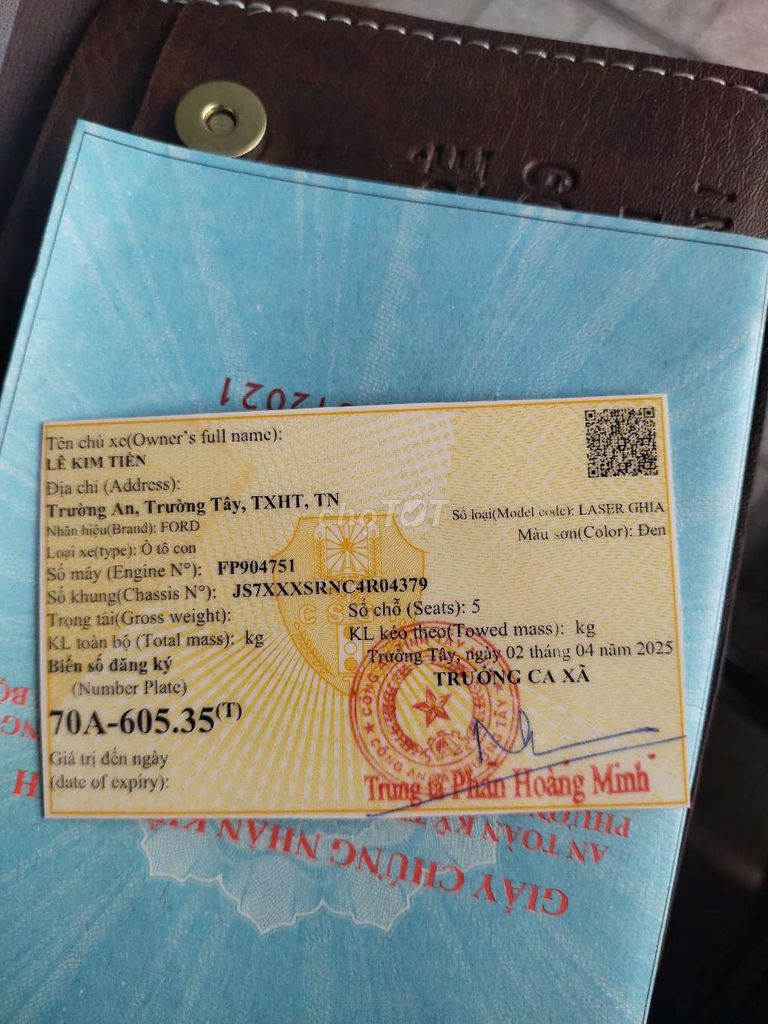 Tên chủ xe(Owner's full name):
LÊ KIM TIỀN
Địa chỉ (Address):
Trường An, Trường Tây, TXHT, TN
Nhãn hiệu(Brand): FORD
Số loại(Model code): LASER GHIA
Loại xe(type): Ô tô con
Màu sơn(Color): Đen
Số máy (Engine N°): FP904751
Số khung(Chassis N°): JS7XXXSRNC4R04379
Trọng tải(Gross weight):
Số chỗ (Seats): 5
KL toàn bộ (Total mass): kg
KL kéo theo(Towed mass): kg
Biển số đăng ký
(Number Plate)
70A-605.35(T)
Trường Tây, ngày 02 tháng 04 năm 2025
TRƯỞNG CA XÃ
Giá trị đến ngày
(date of expiry):
Trung tá Phan Hoàng Minh
choTỐT
2021
GIẤY CHỨNG NHẬN KIỂ
AN TOÀN KỸ T
PHƯƠNG